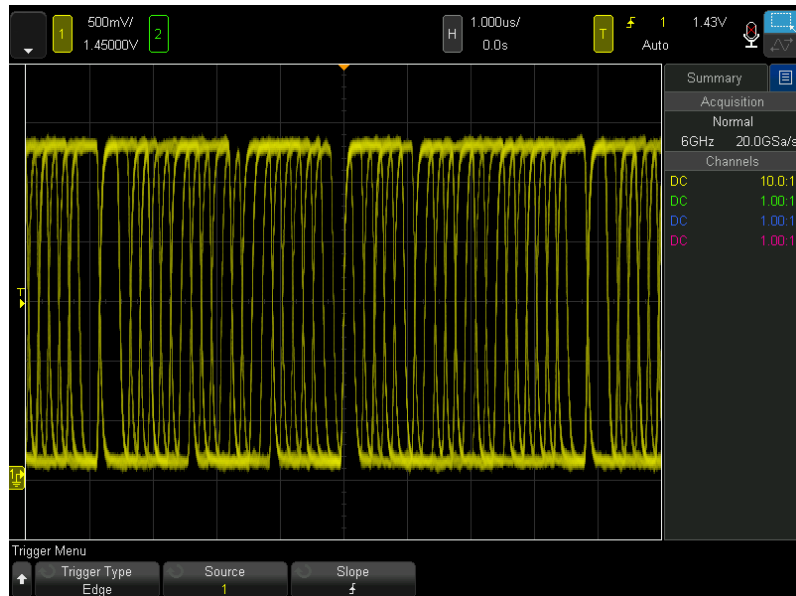 1 500mV/ 1.45000V 2 H 1.000us/ 0.0s T 1 1.43V Auto
Summary
Acquisition
Normal
6GHz 20.0GSa/s
Channels
DC 10.0:1
DC 1.00:1
DC 1.00:1
DC 1.00:1
T
1
Trigger Menu
Trigger Type Source Slope
Edge 1